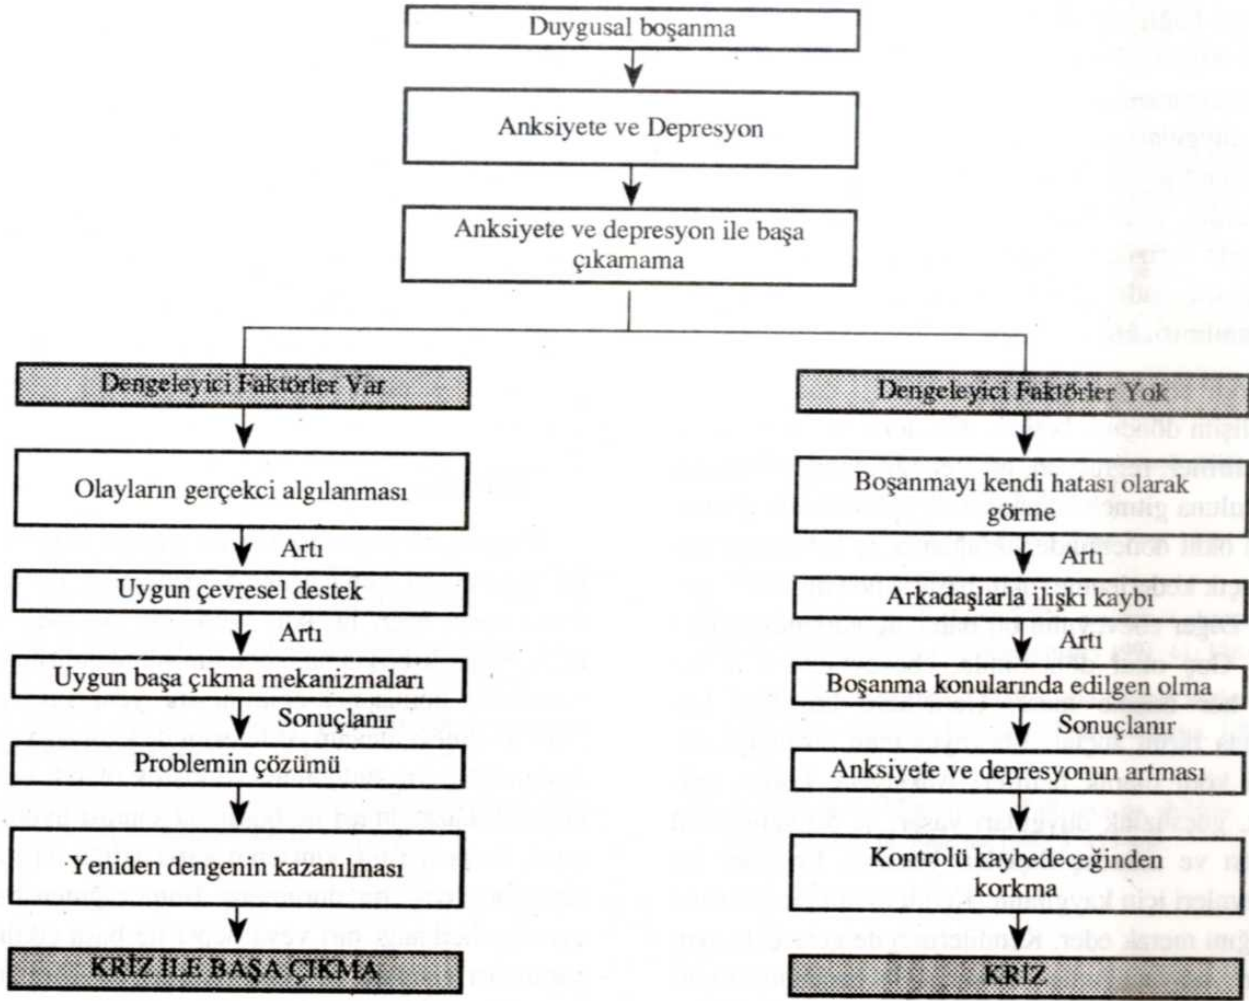 Duygusal boşanma
Anksiyete ve Depresyon
Anksiyete ve depresyon ile başa
çıkamama
Dengeleyici Faktörler Var
Olayların gerçekci algılanması
Artı
Uygun çevresel destek
Artı
Uygun başa çıkma mekanizmaları
Sonuçlanır
Problemin çözümü
Yeniden dengenin kazanılması
KRİZ İLE BAŞA ÇIKMA
Dengeleyici Faktörler Yok
Boşanmayı kendi hatası olarak
görme
Artı
Arkadaşlarla ilişki kaybı
Artı
Boşanma konularında edilgen olma
Sonuçlanır
Anksiyete ve depresyonun artması
Kontrolü kaybedeceğinden
korkma
KRİZ